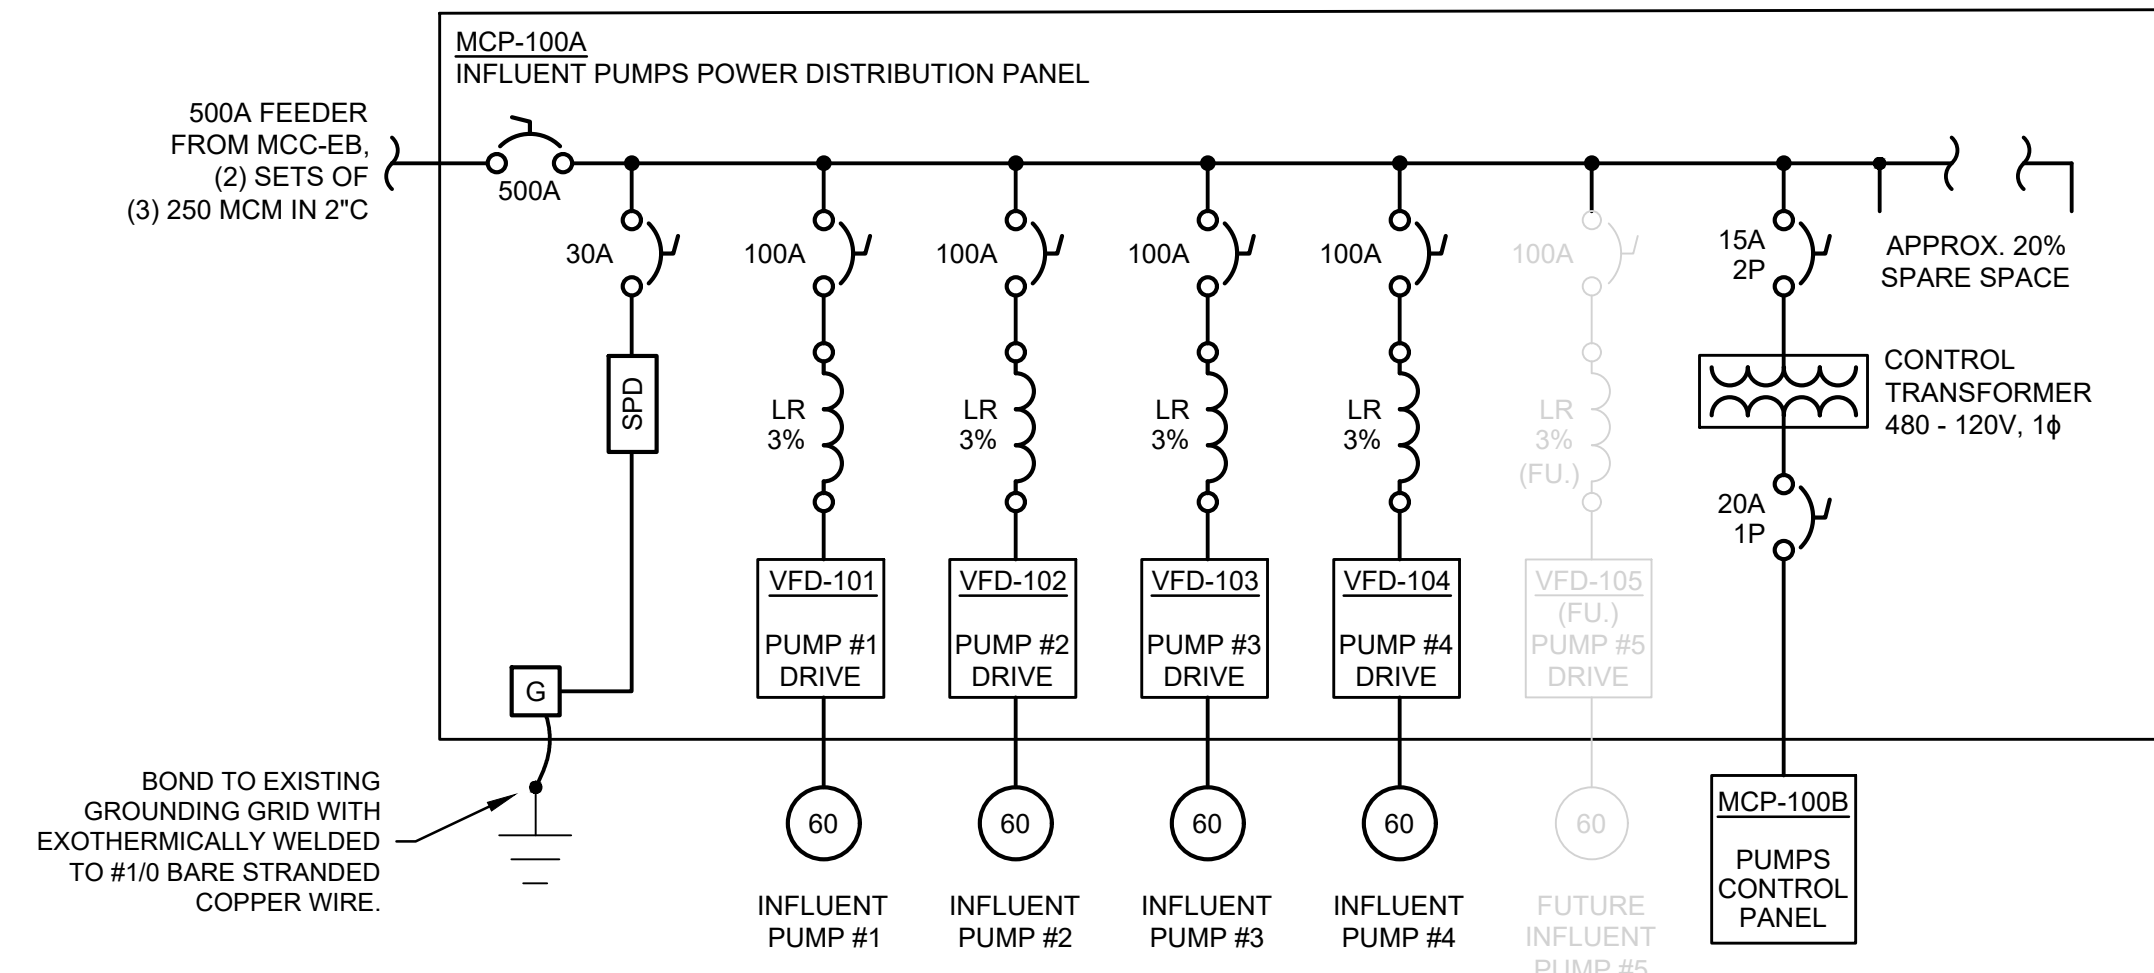 MCP-100A
INFLUENT PUMPS POWER DISTRIBUTION PANEL
500A FEEDER
FROM MCC-EB,
(2) SETS OF
(3) 250 MCM IN 2"C
500A
30A
100A
100A
100A
100A
100A
15A
2P
APPROX. 20%
SPARE SPACE
SPD
LR
3%
LR
3%
LR
3%
LR
3%
LR
3%
(FU.)
CONTROL
TRANSFORMER
480 - 120V, 1ϕ
20A
1P
VFD-101
PUMP #1
DRIVE
VFD-102
PUMP #2
DRIVE
VFD-103
PUMP #3
DRIVE
VFD-104
PUMP #4
DRIVE
VFD-105
(FU.)
PUMP #5
DRIVE
G
BOND TO EXISTING
GROUNDING GRID WITH
EXOTHERMICALLY WELDED
TO #1/0 BARE STRANDED
COPPER WIRE.
60
60
60
60
60
INFLUENT
PUMP #1
INFLUENT
PUMP #2
INFLUENT
PUMP #3
INFLUENT
PUMP #4
FUTURE
INFLUENT
PUMP #5
MCP-100B
PUMPS
CONTROL
PANEL